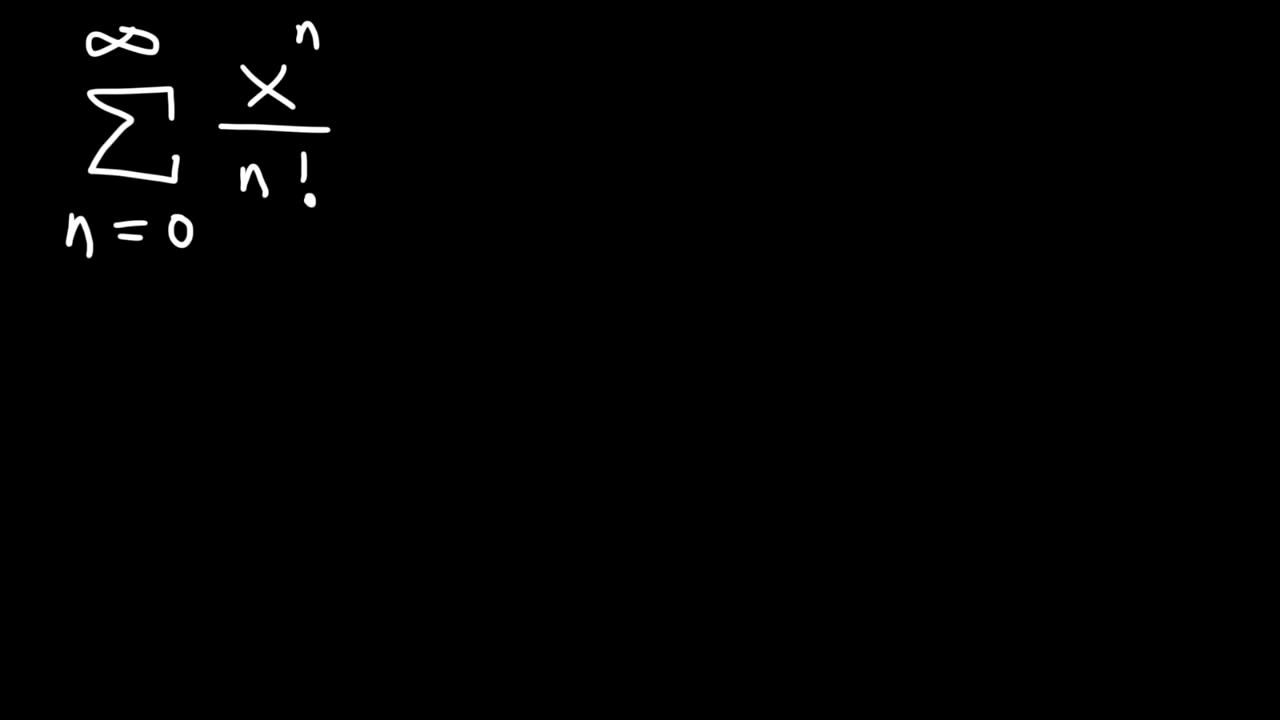 ∞
∑ xⁿ / n!
n = 0